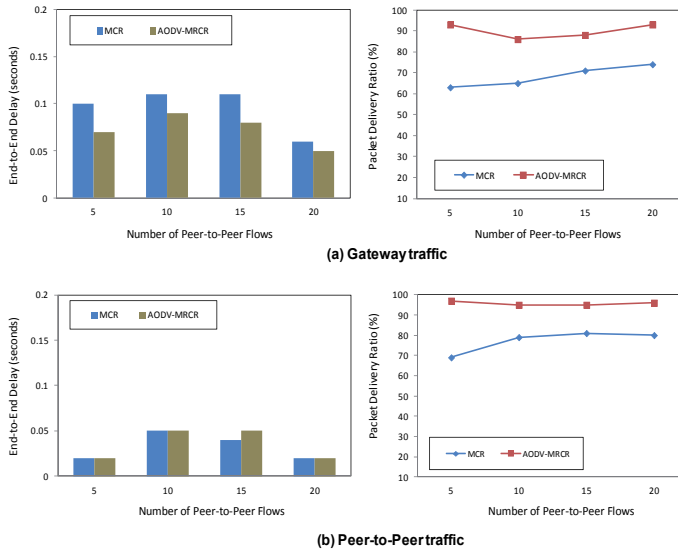 0.2
MCR
AODV-MRCR
0.15
0.1
0.05
0
5
10
15
20
End-to-End Delay (seconds)
Number of Peer-to-Peer Flows
100
90
80
70
60
50
40
30
20
10
MCR
AODV-MRCR
5
10
15
20
Packet Delivery Ratio (%)
Number of Peer-to-Peer Flows
(a) Gateway traffic
0.2
MCR
AODV-MRCR
0.15
0.1
0.05
0
5
10
15
20
End-to-End Delay (seconds)
Number of Peer-to-Peer Flows
100
90
80
70
60
50
40
30
20
10
MCR
AODV-MRCR
5
10
15
20
Packet Delivery Ratio (%)
Number of Peer-to-Peer Flows
(b) Peer-to-Peer traffic